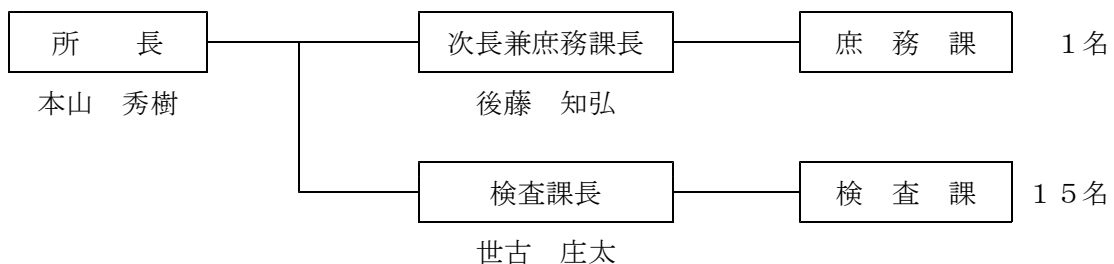 所　　長　次長兼庶務課長　庶　務　課　１名
本山　秀樹　後藤　知弘
検査課長　検　査　課　１５名
世古　庄太